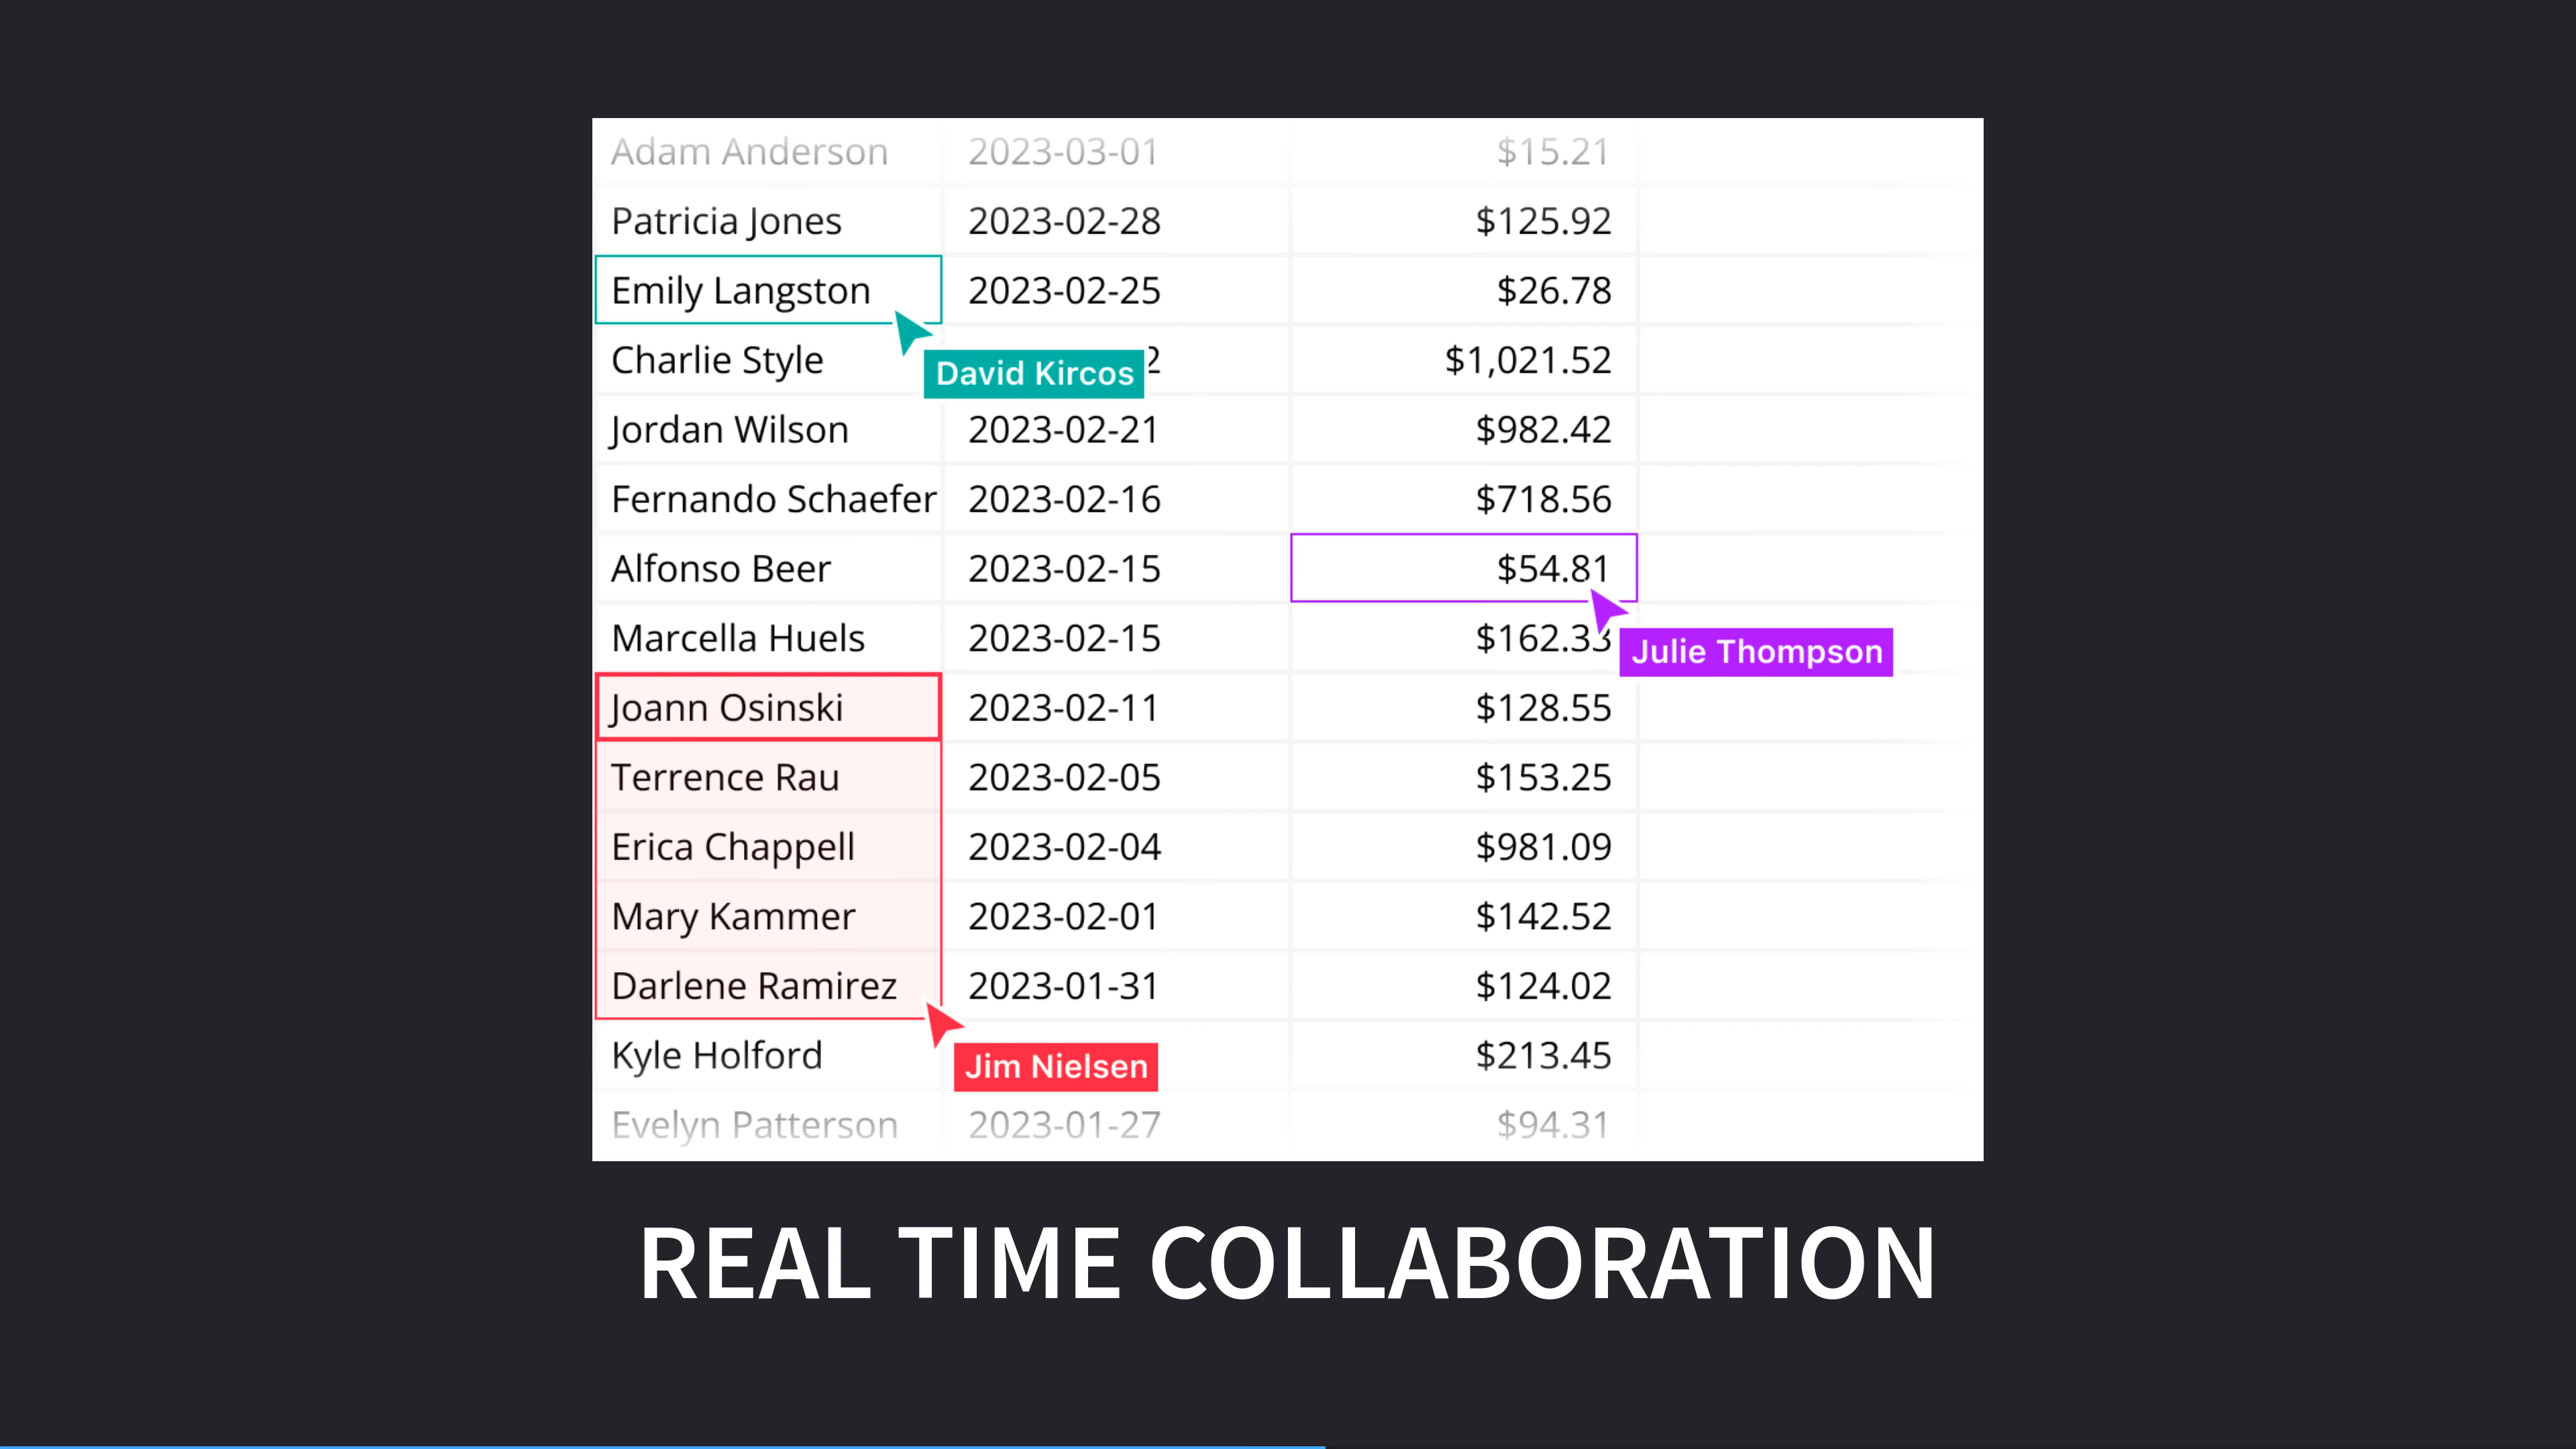 Adam Anderson 2023-03-01 $15.21
Patricia Jones 2023-02-28 $125.92
Emily Langston 2023-02-25 $26.78
Charlie Style 2 $1,021.52
David Kircos
Jordan Wilson 2023-02-21 $982.42
Fernando Schaefer 2023-02-16 $718.56
Alfonso Beer 2023-02-15 $54.81
Marcella Huels 2023-02-15 $162.33
Julie Thompson
Joann Osinski 2023-02-11 $128.55
Terrence Rau 2023-02-05 $153.25
Erica Chappell 2023-02-04 $981.09
Mary Kammer 2023-02-01 $142.52
Darlene Ramirez 2023-01-31 $124.02
Kyle Holford $213.45
Jim Nielsen
Evelyn Patterson 2023-01-27 $94.31
REAL TIME COLLABORATION